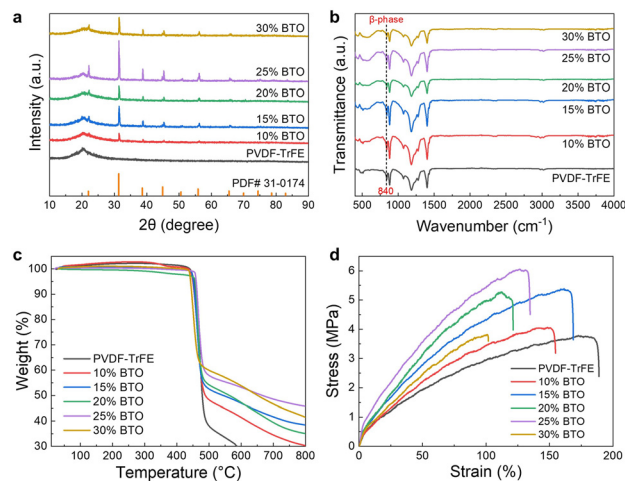 a
30% BTO
25% BTO
20% BTO
15% BTO
10% BTO
PVDF-TrFE
PDF# 31-0174
Intensity (a.u.)
10 20 30 40 50 60 70 80 90
2θ (degree)
b
β-phase
30% BTO
25% BTO
20% BTO
15% BTO
10% BTO
PVDF-TrFE
840
Transmittance (a.u.)
500 1000 1500 2000 2500 3000 3500 4000
Wavenumber (cm⁻¹)
c
100
90
80
70
60
50
40
30
Weight (%)
PVDF-TrFE
10% BTO
15% BTO
20% BTO
25% BTO
30% BTO
100 200 300 400 500 600 700 800
Temperature (°C)
d
6
5
4
3
2
1
0
Stress (MPa)
PVDF-TrFE
10% BTO
15% BTO
20% BTO
25% BTO
30% BTO
0 50 100 150 200
Strain (%)